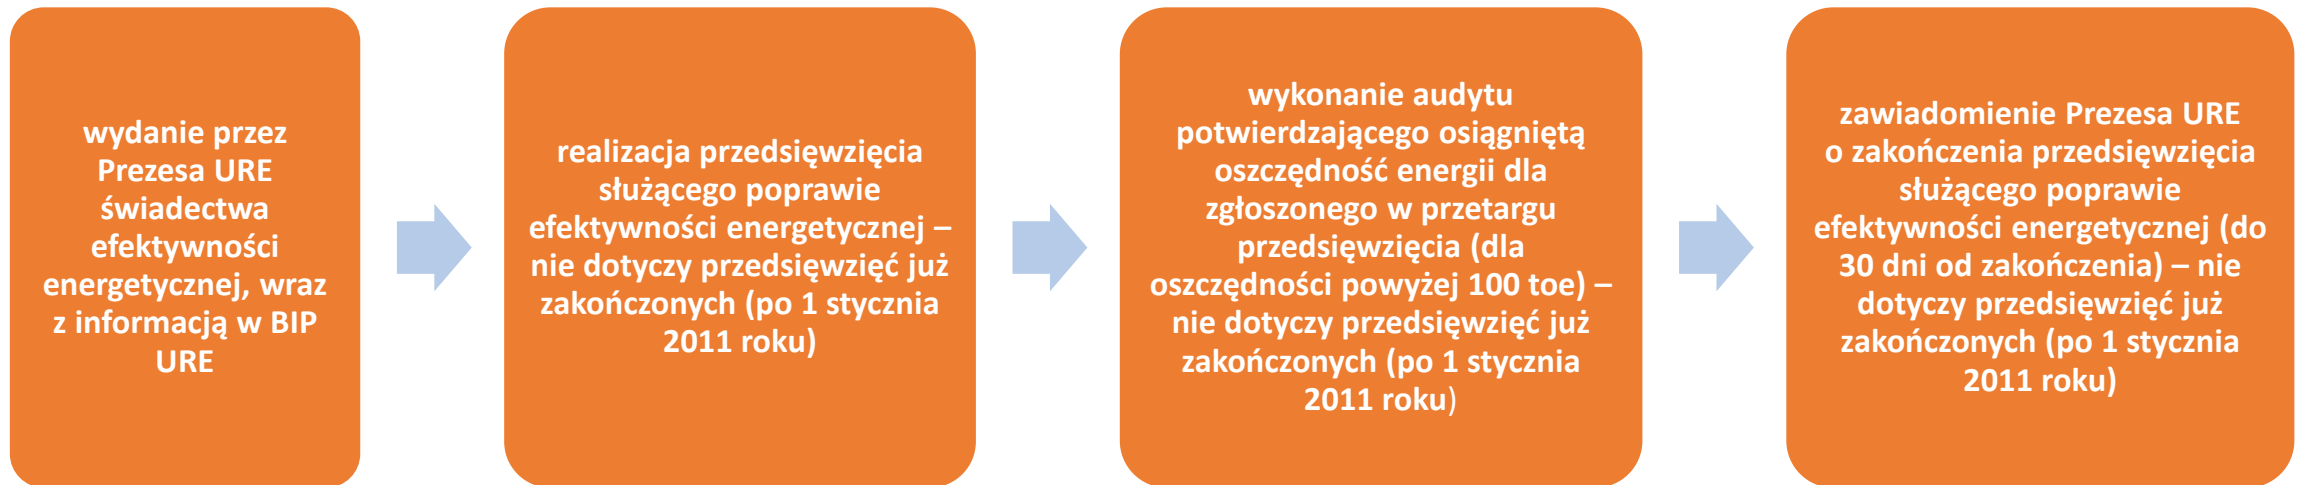 wydanie przez
Prezesa URE
świadectwa
efektywności
energetycznej, wraz
z informacją w BIP
URE
realizacja przedsięwzięcia
służącego poprawie
efektywności energetycznej –
nie dotyczy przedsięwzięć już
zakończonych (po 1 stycznia
2011 roku)
wykonanie audytu
potwierdzającego osiągniętą
oszczędność energii dla
zgłoszonego w przetargu
przedsięwzięcia (dla
oszczędności powyżej 100 toe) –
nie dotyczy przedsięwzięć już
zakończonych (po 1 stycznia
2011 roku)
zawiadomienie Prezesa URE
o zakończenia przedsięwzięcia
służącego poprawie
efektywności energetycznej (do
30 dni od zakończenia) – nie
dotyczy przedsięwzięć już
zakończonych (po 1 stycznia
2011 roku)